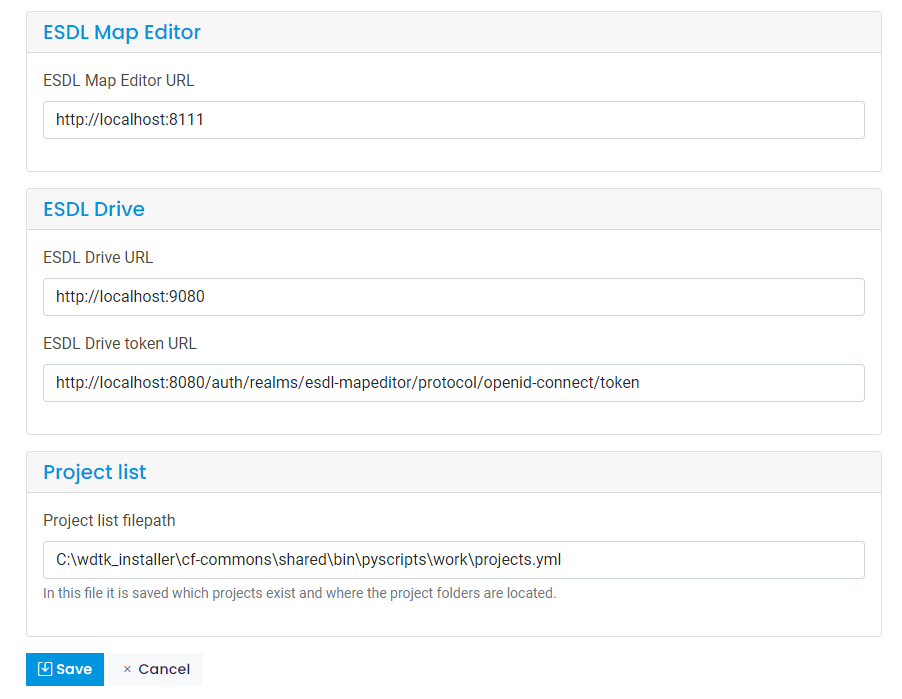 ESDL Map Editor
ESDL Map Editor URL
http://localhost:8111
ESDL Drive
ESDL Drive URL
http://localhost:9080
ESDL Drive token URL
http://localhost:8080/auth/realms/esdl-mapeditor/protocol/openid-connect/token
Project list
Project list filepath
C:\wdtk_installer\cf-commons\shared\bin\pyscripts\work\projects.yml
In this file it is saved which projects exist and where the project folders are located.
Save × Cancel